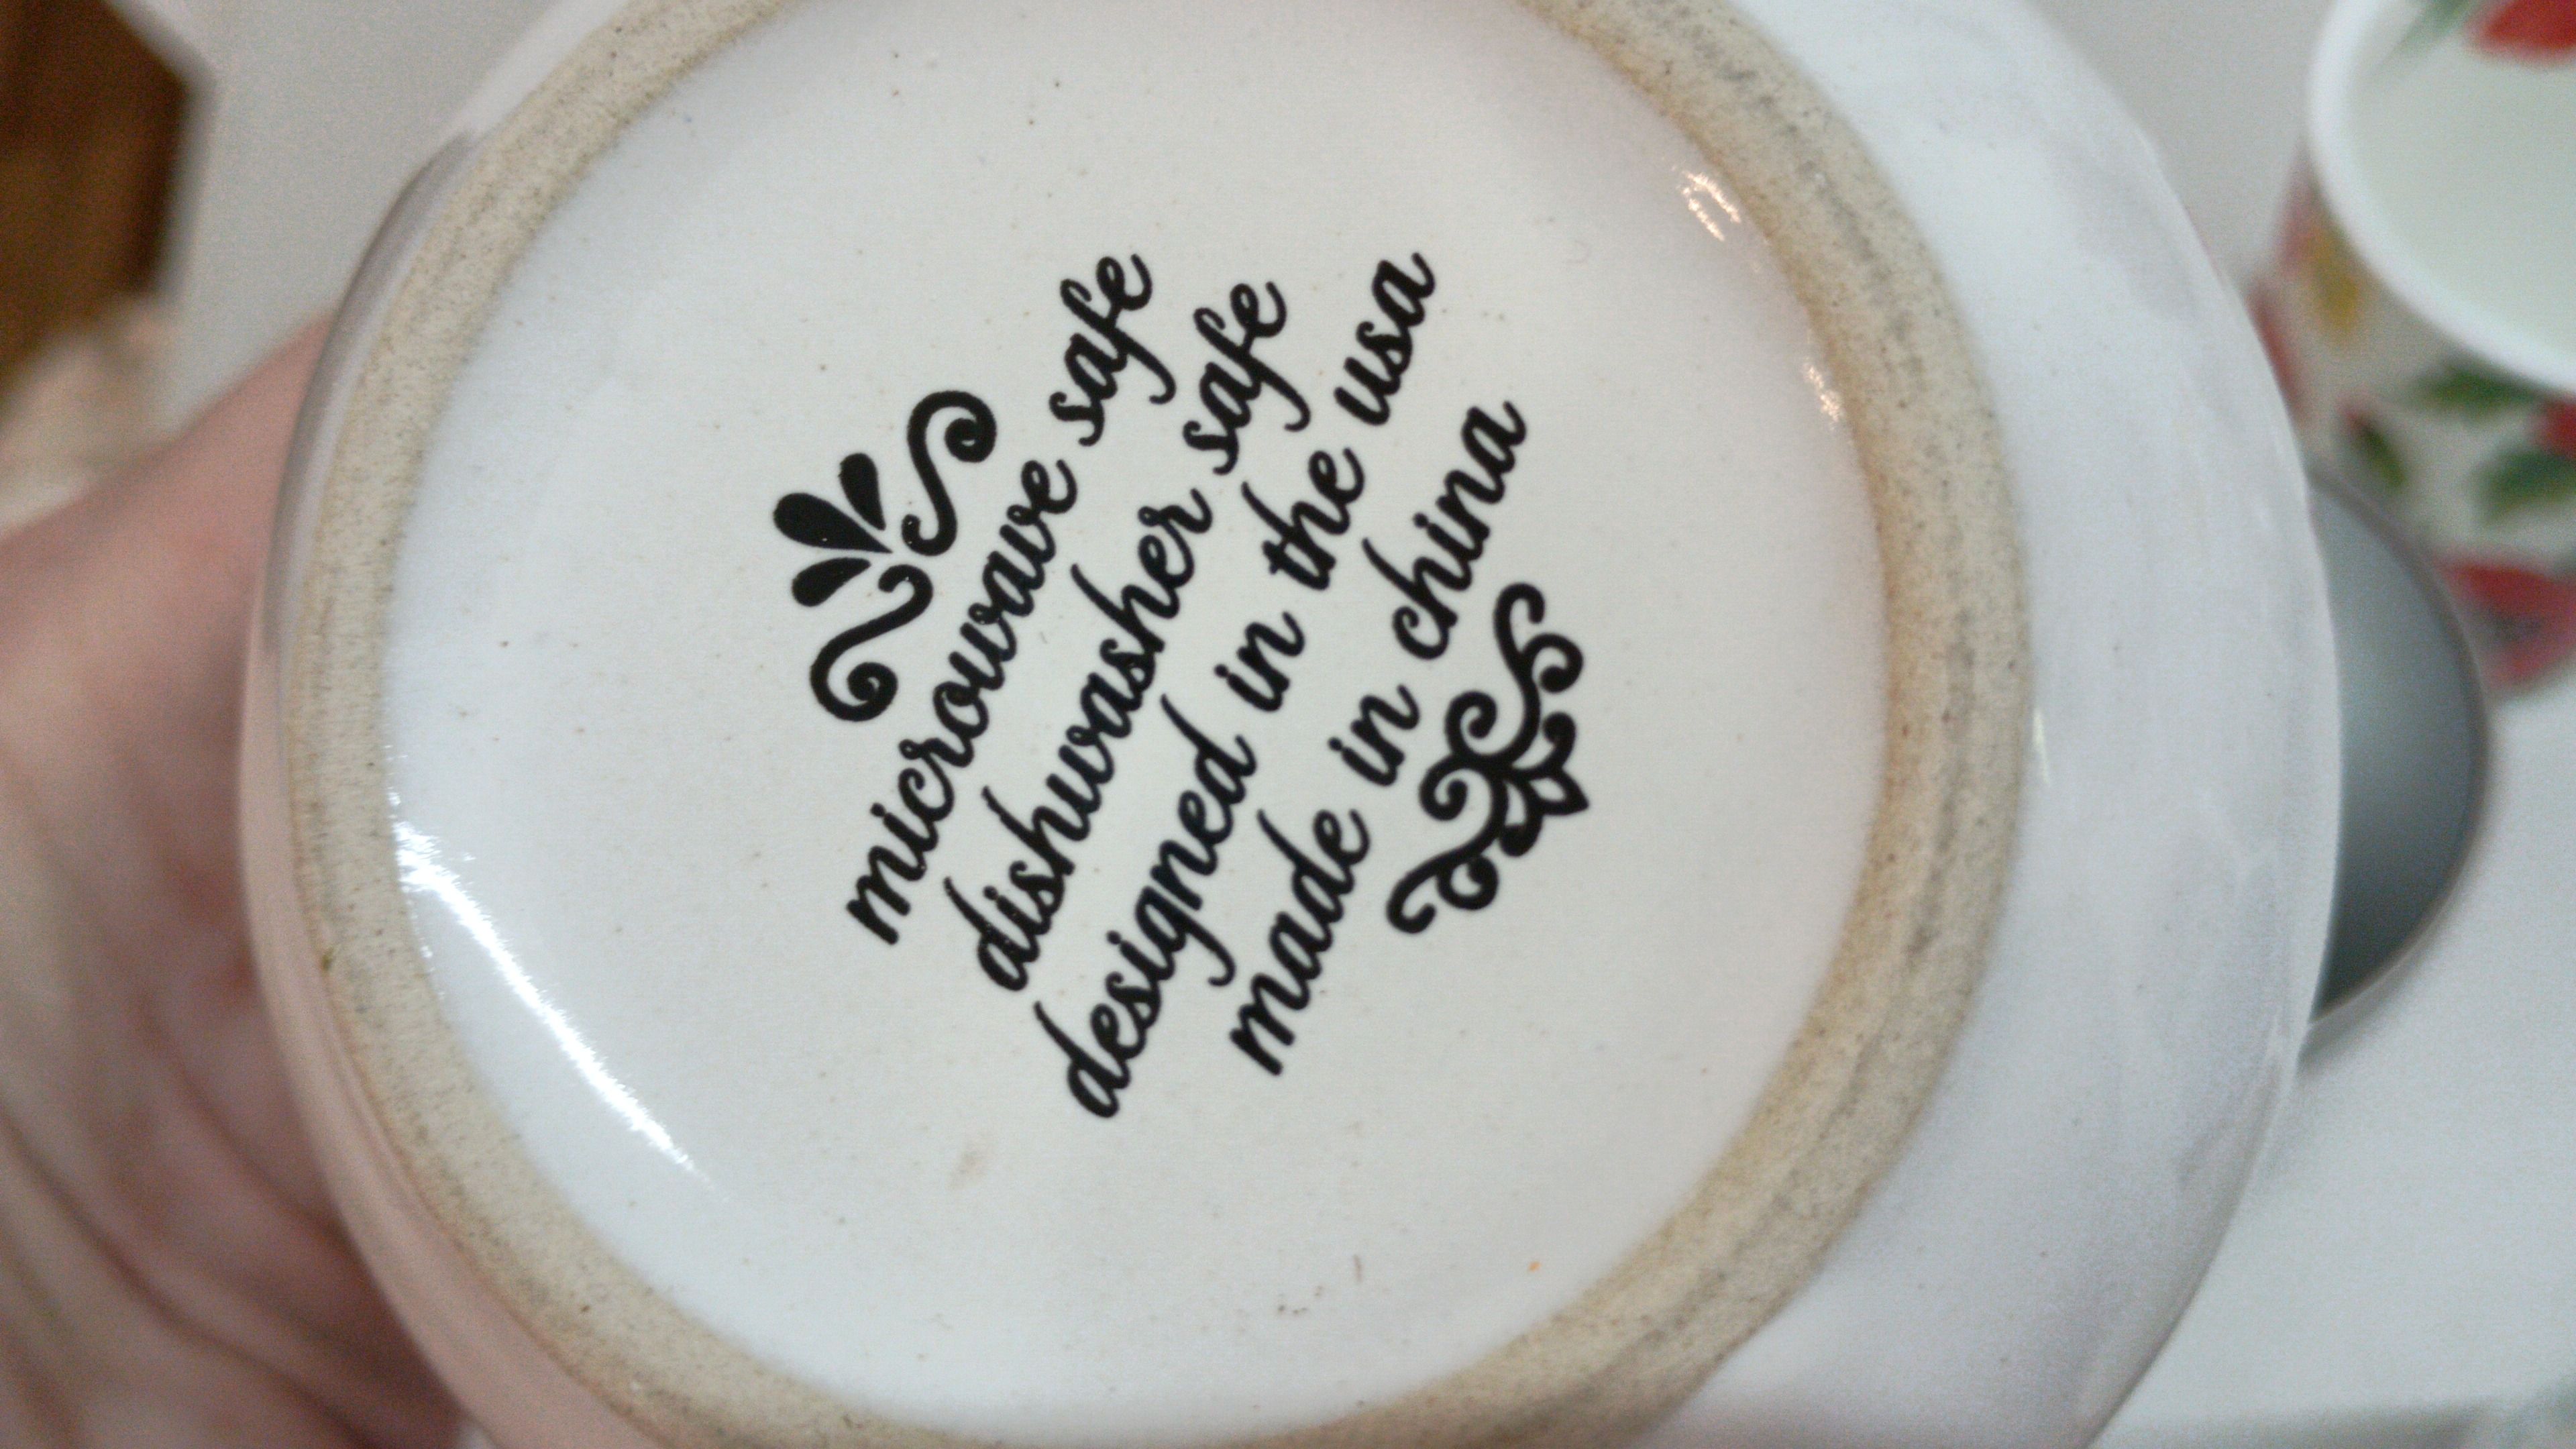 microwave safe
dishwasher safe
designed in the usa
made in china